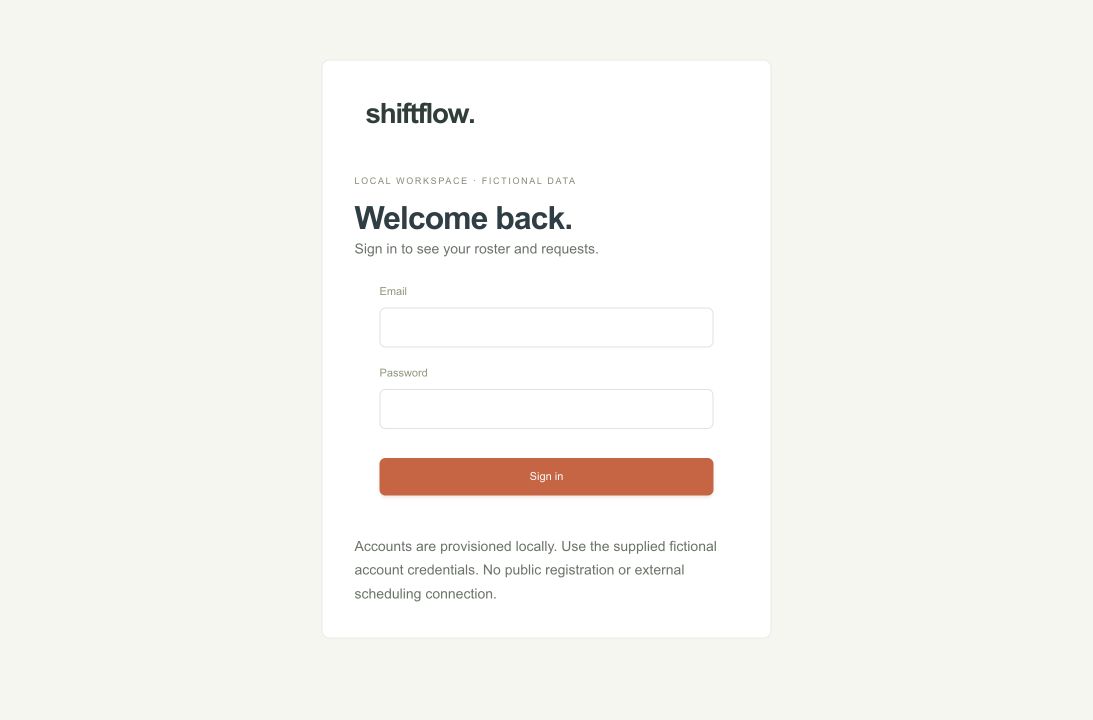 shiftflow.
LOCAL WORKSPACE · FICTIONAL DATA
Welcome back.
Sign in to see your roster and requests.
Email
Password
Sign in
Accounts are provisioned locally. Use the supplied fictional
account credentials. No public registration or external
scheduling connection.